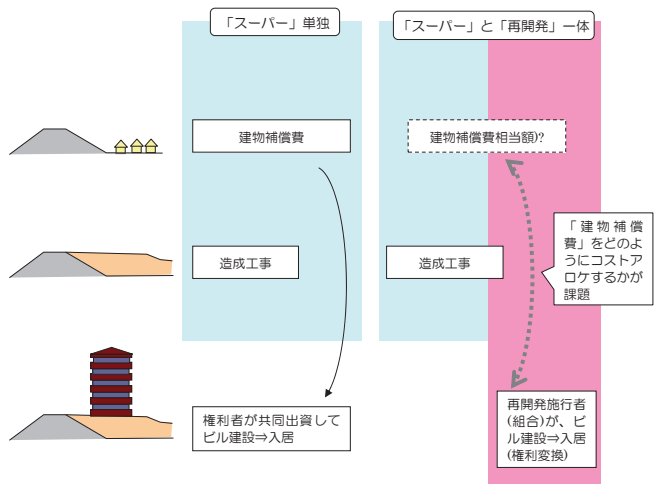 「スーパー」単独
「スーパー」と「再開発」一体
建物補償費
建物補償費相当額)?
造成工事
造成工事
「建物補償
費」をどの
ようにコストア
ロケするかが
課題
権利者が共同出資して
ビル建設⇒入居
再開発施行者
(組合)が、ビ
ル建設⇒入居
(権利変換)